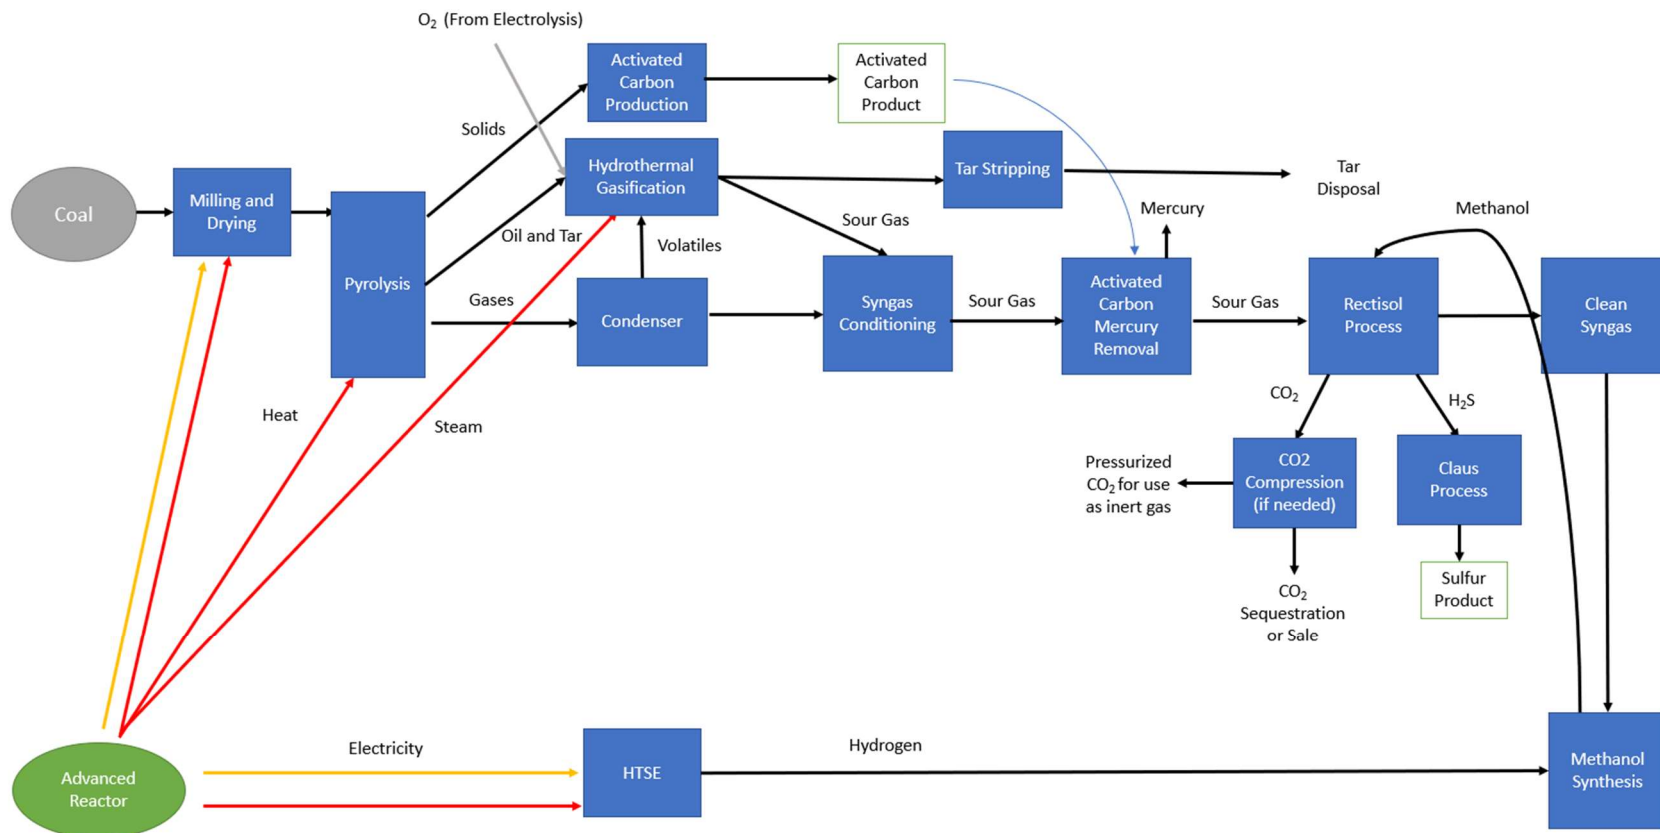 O₂ (From Electrolysis)
Activated
Carbon
Production
Activated
Carbon
Product
Solids
Hydrothermal
Gasification
Tar Stripping
Tar
Disposal
Coal
Milling and
Drying
Mercury
Methanol
Pyrolysis
Oil and Tar
Volatiles
Sour Gas
Gases
Condenser
Syngas
Conditioning
Sour Gas
Activated
Carbon
Mercury
Removal
Sour Gas
Rectisol
Process
Clean
Syngas
Heat
Steam
CO₂
H₂S
Pressurized
CO₂ for use
as inert gas
CO2
Compression
(if needed)
Claus
Process
CO₂
Sequestration
or Sale
Sulfur
Product
Advanced
Reactor
Electricity
HTSE
Hydrogen
Methanol
Synthesis